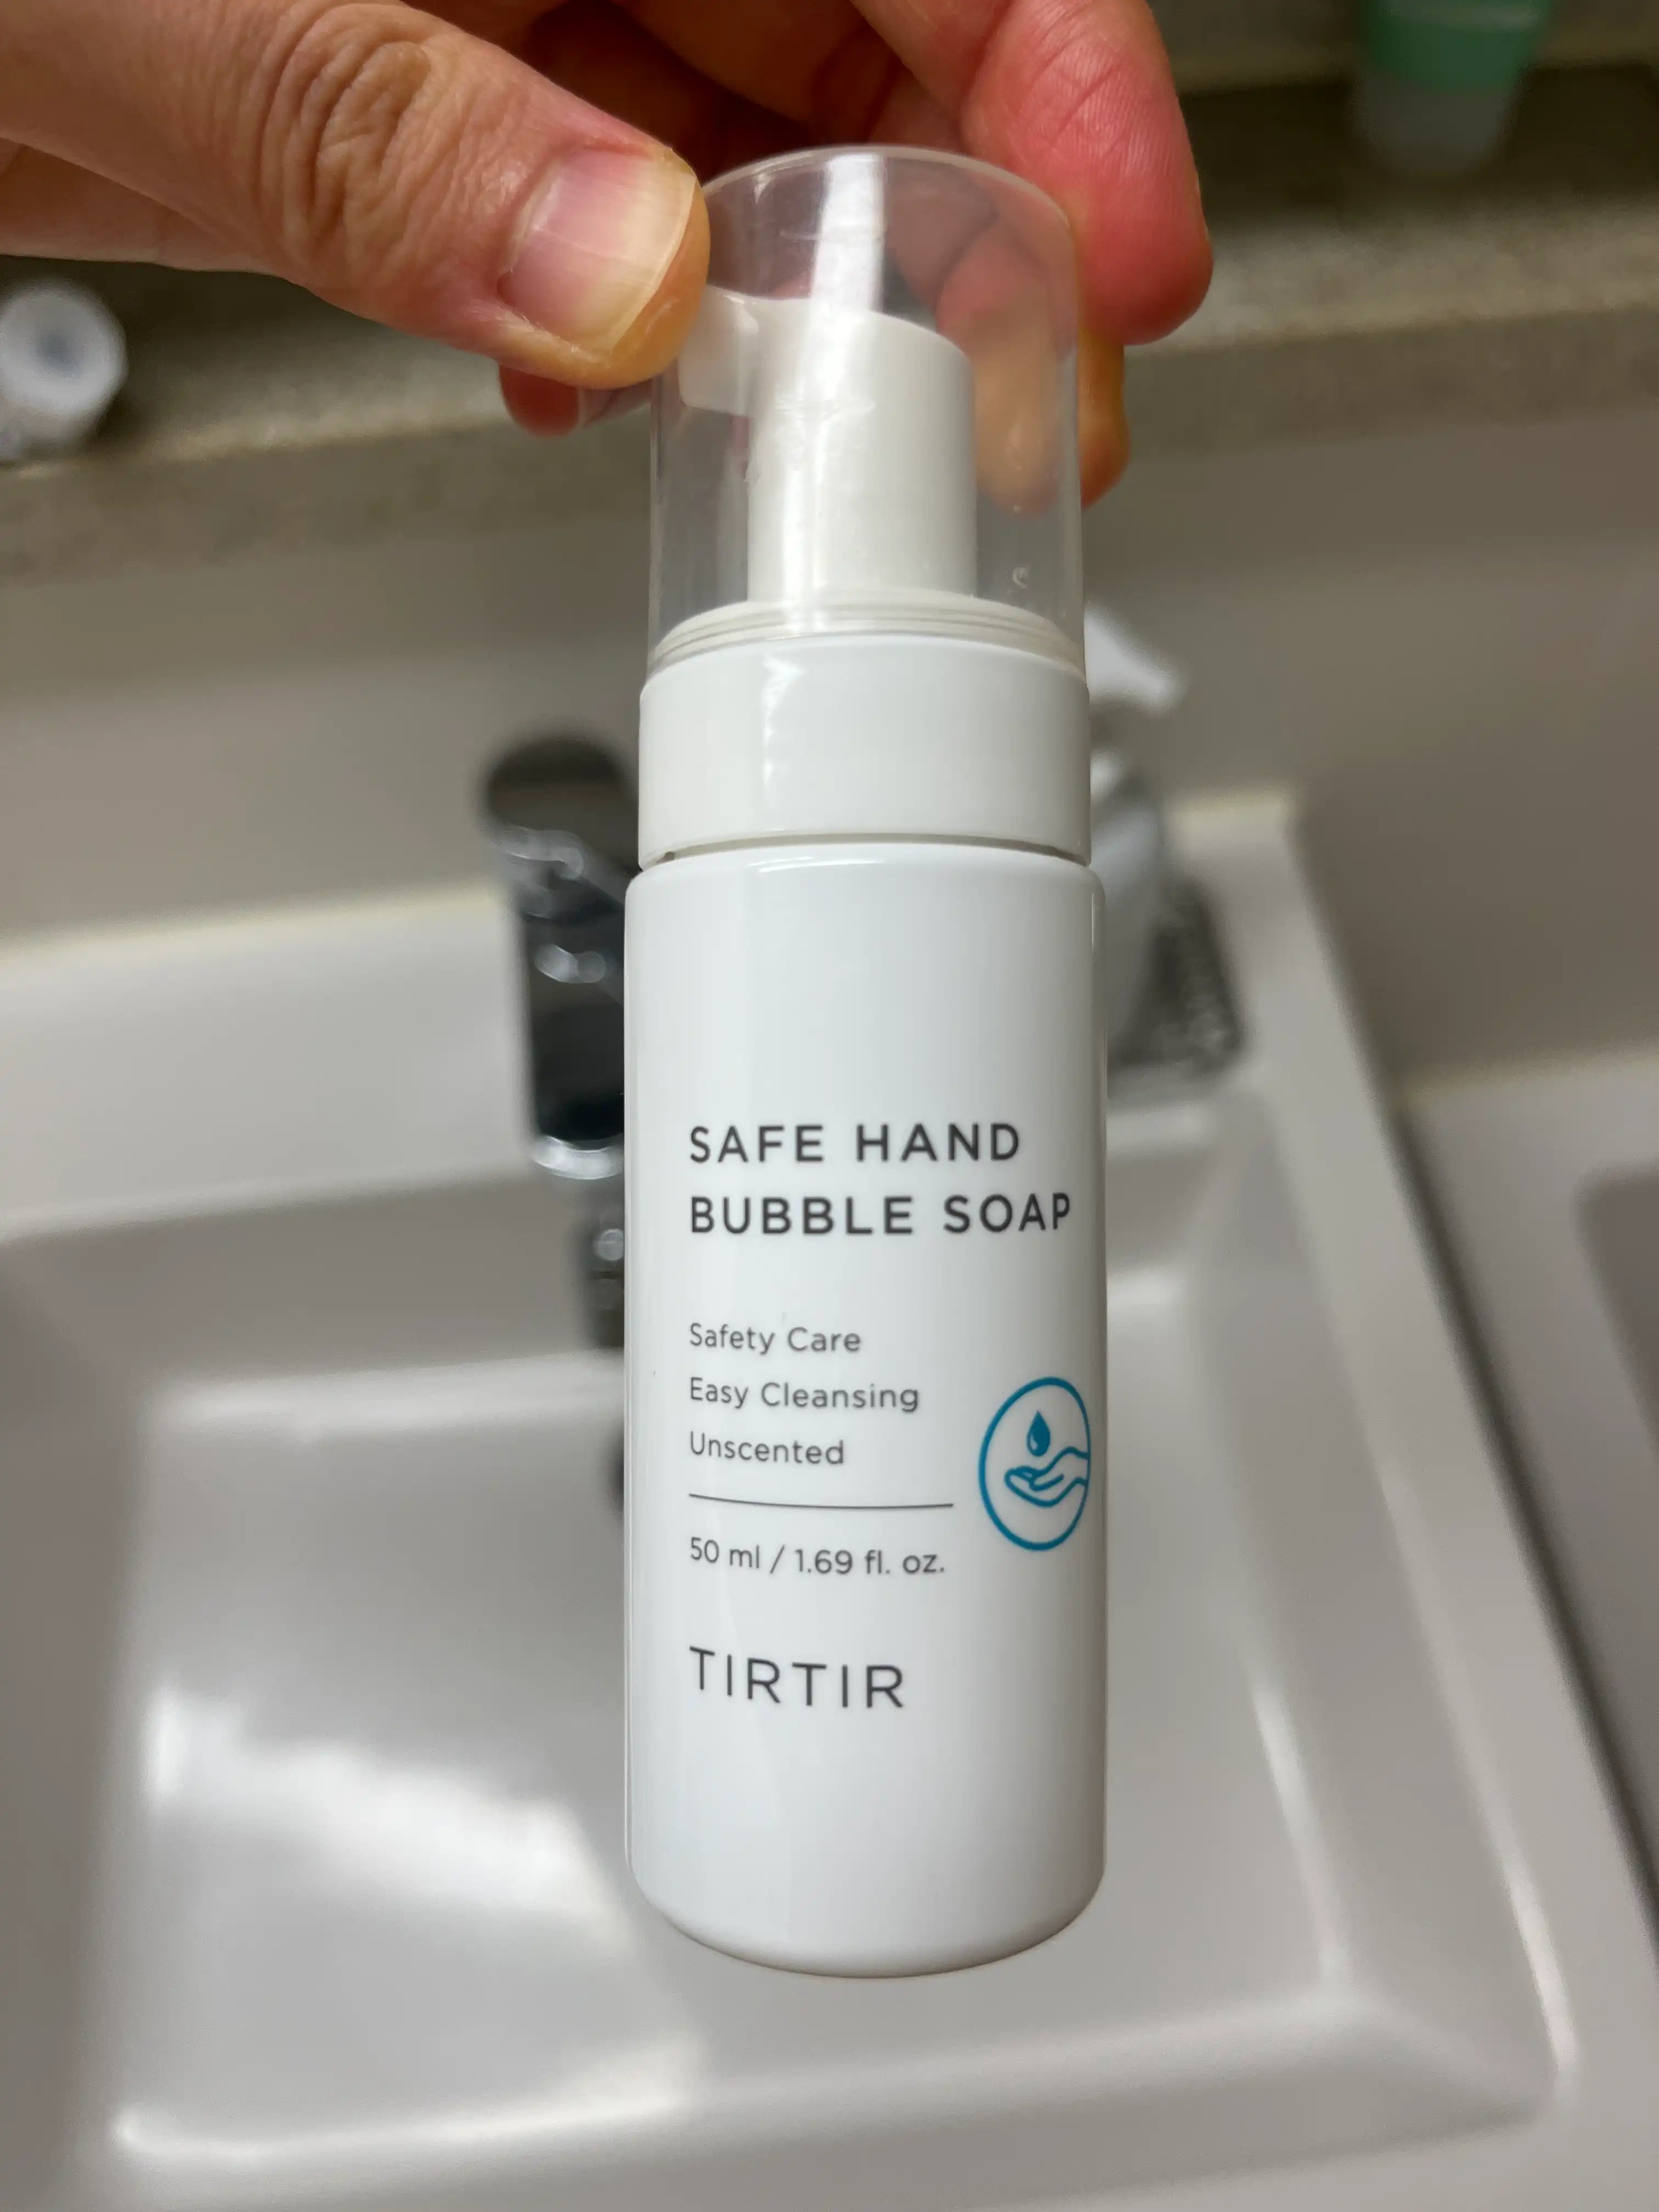 SAFE HAND
BUBBLE SOAP
Safety Care
Easy Cleansing
Unscented
50 ml / 1.69 fl. oz.
TIRTIR